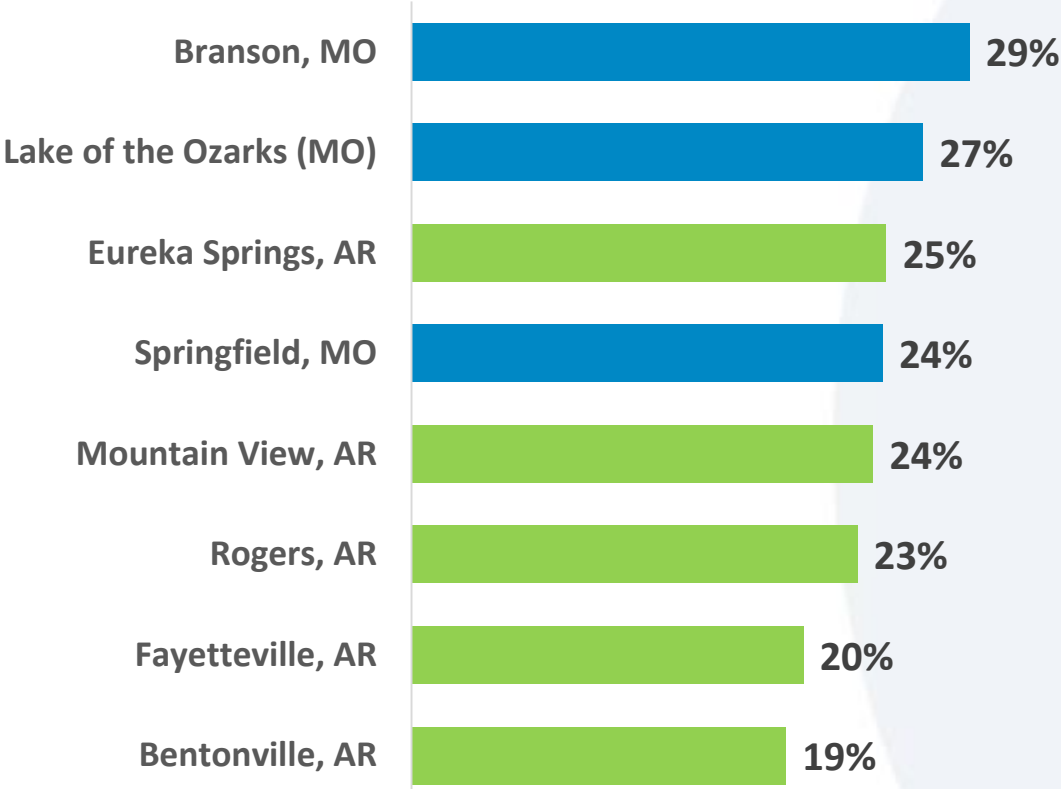 Branson, MO 29%
Lake of the Ozarks (MO) 27%
Eureka Springs, AR 25%
Springfield, MO 24%
Mountain View, AR 24%
Rogers, AR 23%
Fayetteville, AR 20%
Bentonville, AR 19%